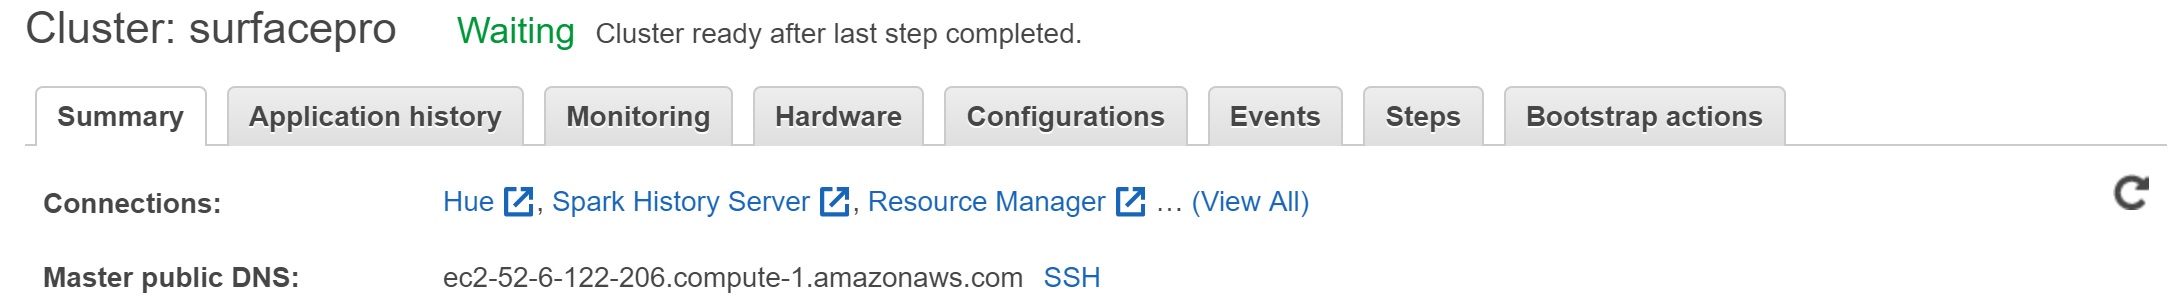 Cluster: surfacepro Waiting Cluster ready after last step completed.
Summary Application history Monitoring Hardware Configurations Events Steps Bootstrap actions
Connections: Hue , Spark History Server , Resource Manager ... (View All)
Master public DNS: ec2-52-6-122-206.compute-1.amazonaws.com SSH